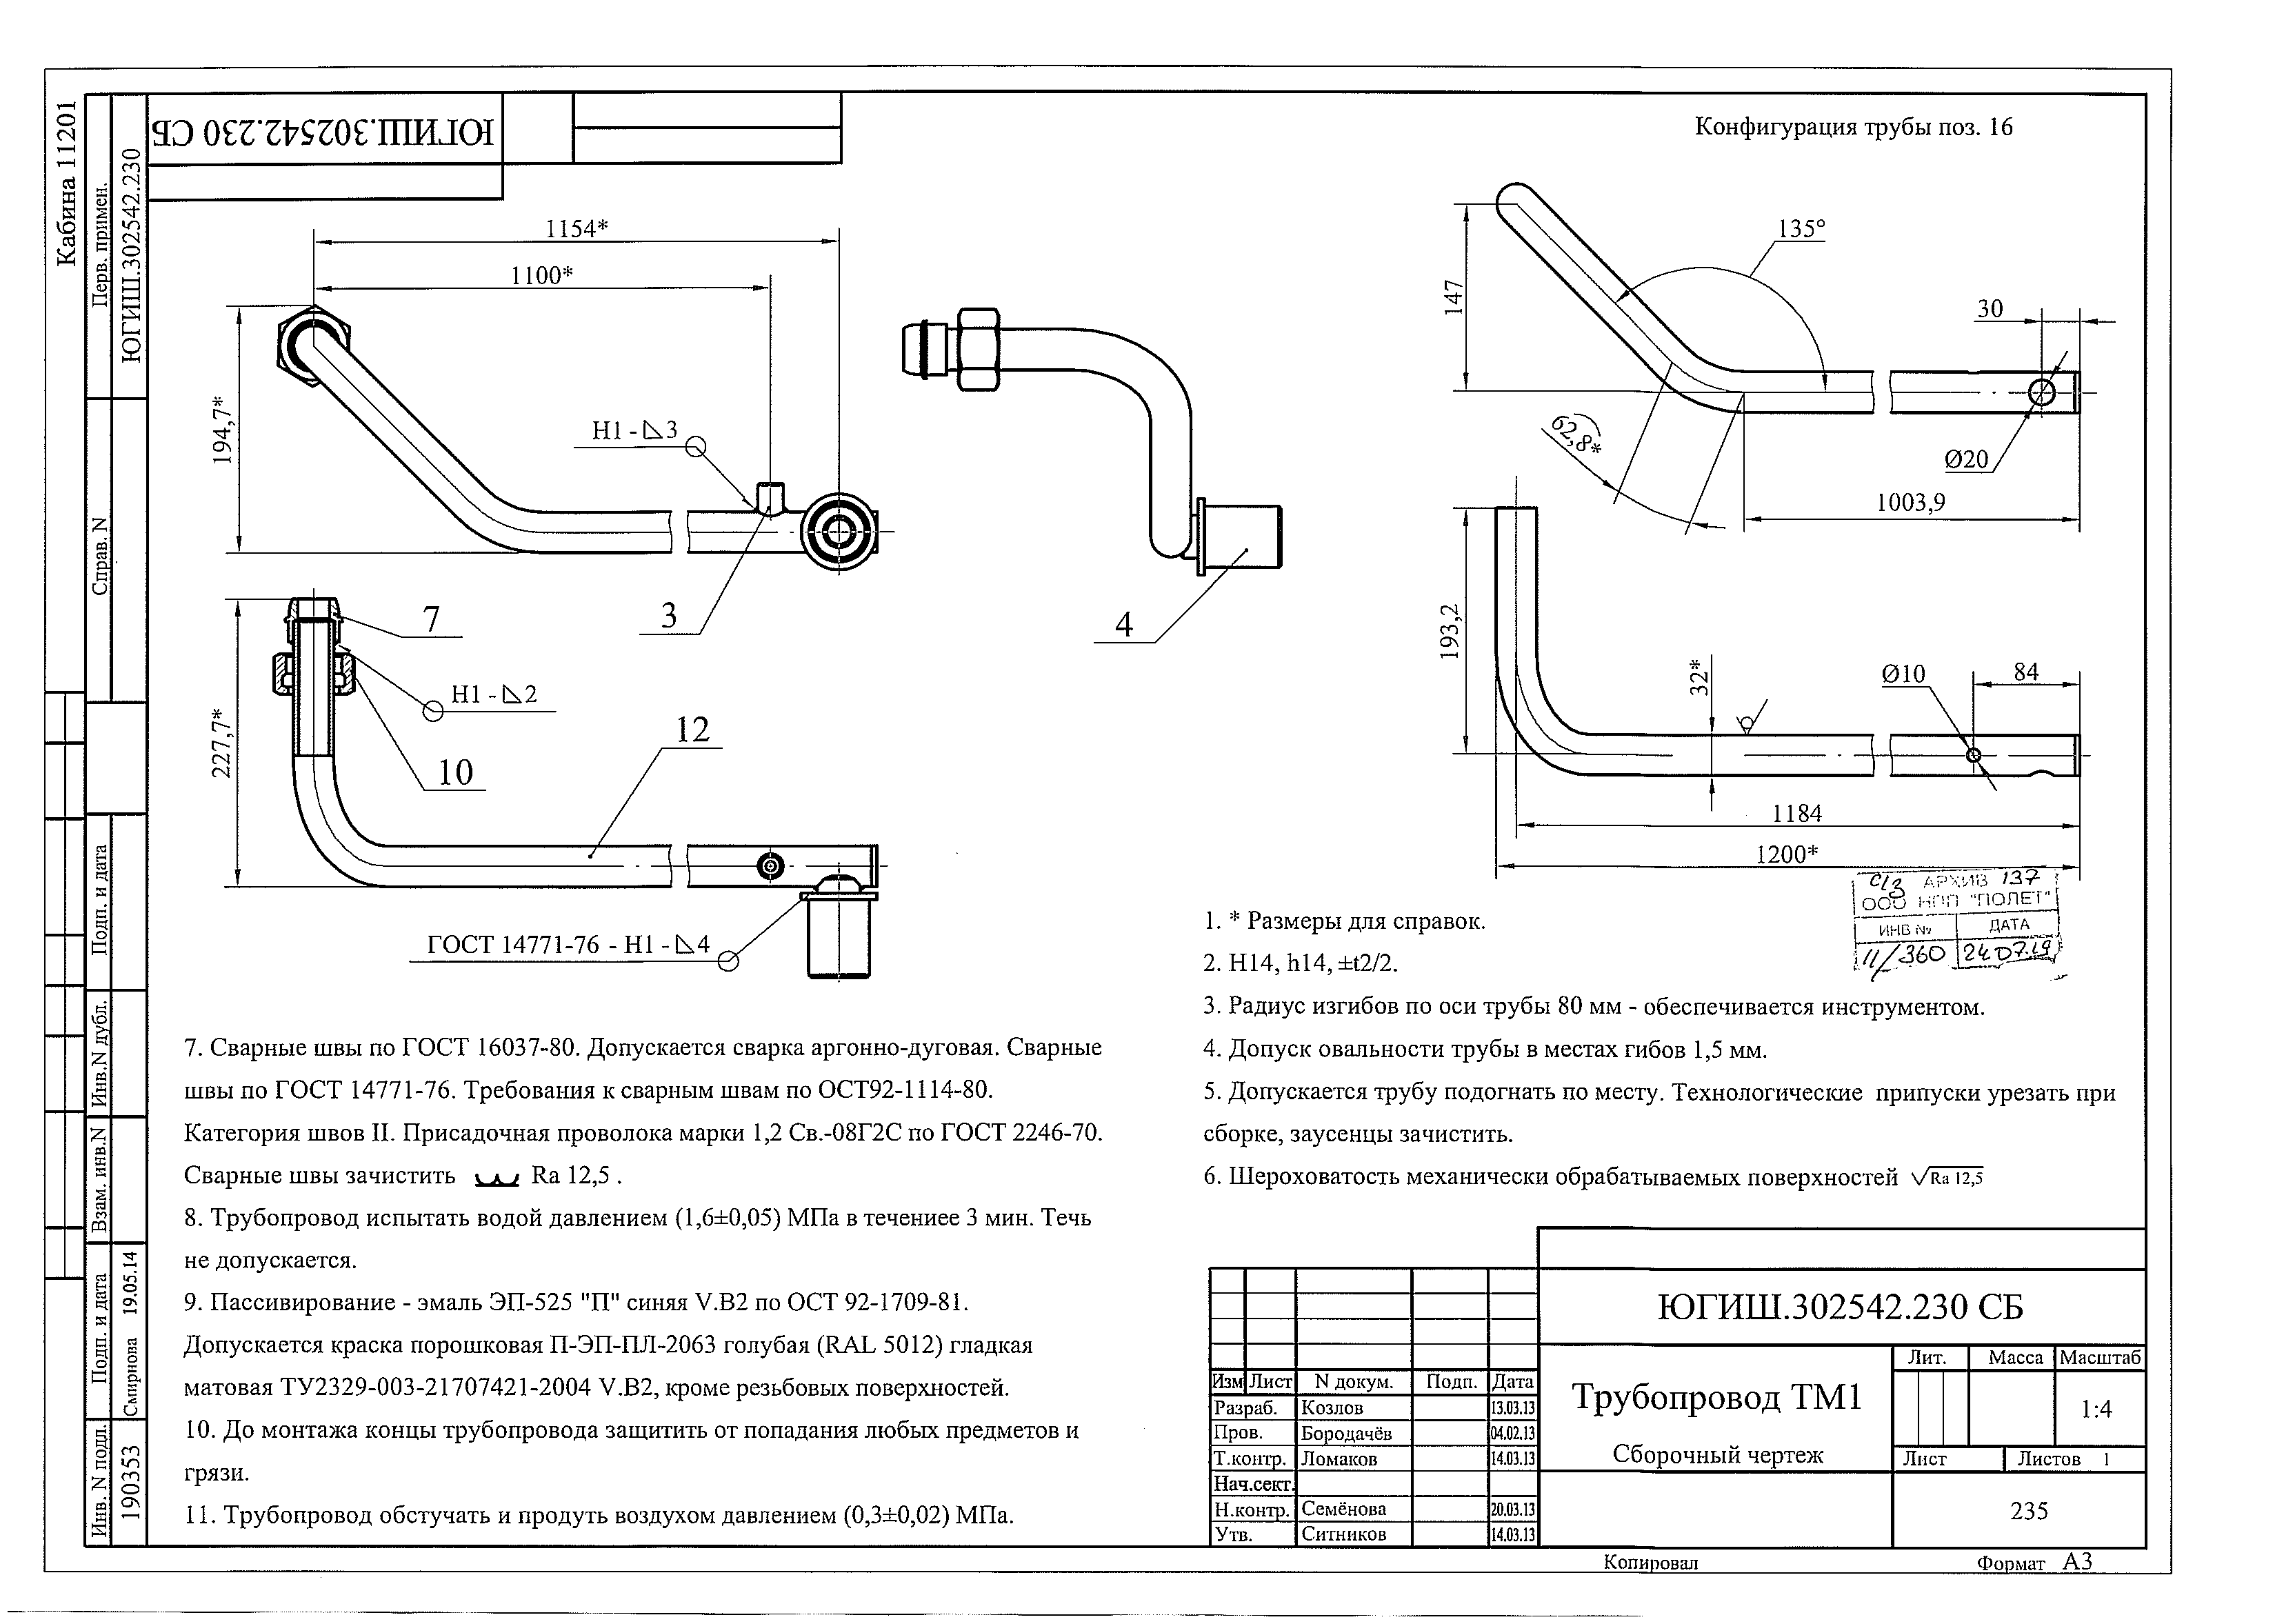 Кабина 11201
Перв. примен.
ЮГИШ.302542.230
Справ. N
Подп. и дата
Инв.N дубл.
Взам. инв.N
Подп. и дата
Смирнова 19.05.14
Инв. N подл.
190353
ЮГИШ.302542.230 СБ
1154*
1100*
194,7*
H1 - ⊿3
3
4
7
H1 - ⊿2
227,7*
10
12
ГОСТ 14771-76 - H1 - ⊿4
Конфигурация трубы поз. 16
135°
147
30
62,8*
Ø20
1003,9
193,2
32*
Ø10
84
1184
1200*
с/з АРХИВ 137
ООО НПП "ПОЛЕТ"
ИНВ № ДАТА
11/360 24.07.19
1. * Размеры для справок.
2. H14, h14, ±t2/2.
3. Радиус изгибов по оси трубы 80 мм - обеспечивается инструментом.
4. Допуск овальности трубы в местах гибов 1,5 мм.
5. Допускается трубу подогнать по месту. Технологические припуски урезать при
сборке, заусенцы зачистить.
6. Шероховатость механически обрабатываемых поверхностей √Ra 12,5
7. Сварные швы по ГОСТ 16037-80. Допускается сварка аргонно-дуговая. Сварные
швы по ГОСТ 14771-76. Требования к сварным швам по ОСТ92-1114-80.
Категория швов II. Присадочная проволока марки 1,2 Св.-08Г2С по ГОСТ 2246-70.
Сварные швы зачистить Ra 12,5 .
8. Трубопровод испытать водой давлением (1,6±0,05) МПа в течениее 3 мин. Течь
не допускается.
9. Пассивирование - эмаль ЭП-525 "П" синяя V.В2 по ОСТ 92-1709-81.
Допускается краска порошковая П-ЭП-ПЛ-2063 голубая (RAL 5012) гладкая
матовая ТУ2329-003-21707421-2004 V.В2, кроме резьбовых поверхностей.
10. До монтажа концы трубопровода защитить от попадания любых предметов и
грязи.
11. Трубопровод обстучать и продуть воздухом давлением (0,3±0,02) МПа.
ЮГИШ.302542.230 СБ
Изм Лист N докум. Подп. Дата
Разраб. Козлов 13.03.13
Пров. Бородачёв 04.02.13
Т.контр. Ломаков 14.03.13
Нач.сект.
Н.контр. Семёнова 20.03.13
Утв. Ситников 14.03.13
Трубопровод ТМ1
Сборочный чертеж
Лит. Масса Масштаб
1:4
Лист Листов 1
235
Копировал
Формат А3